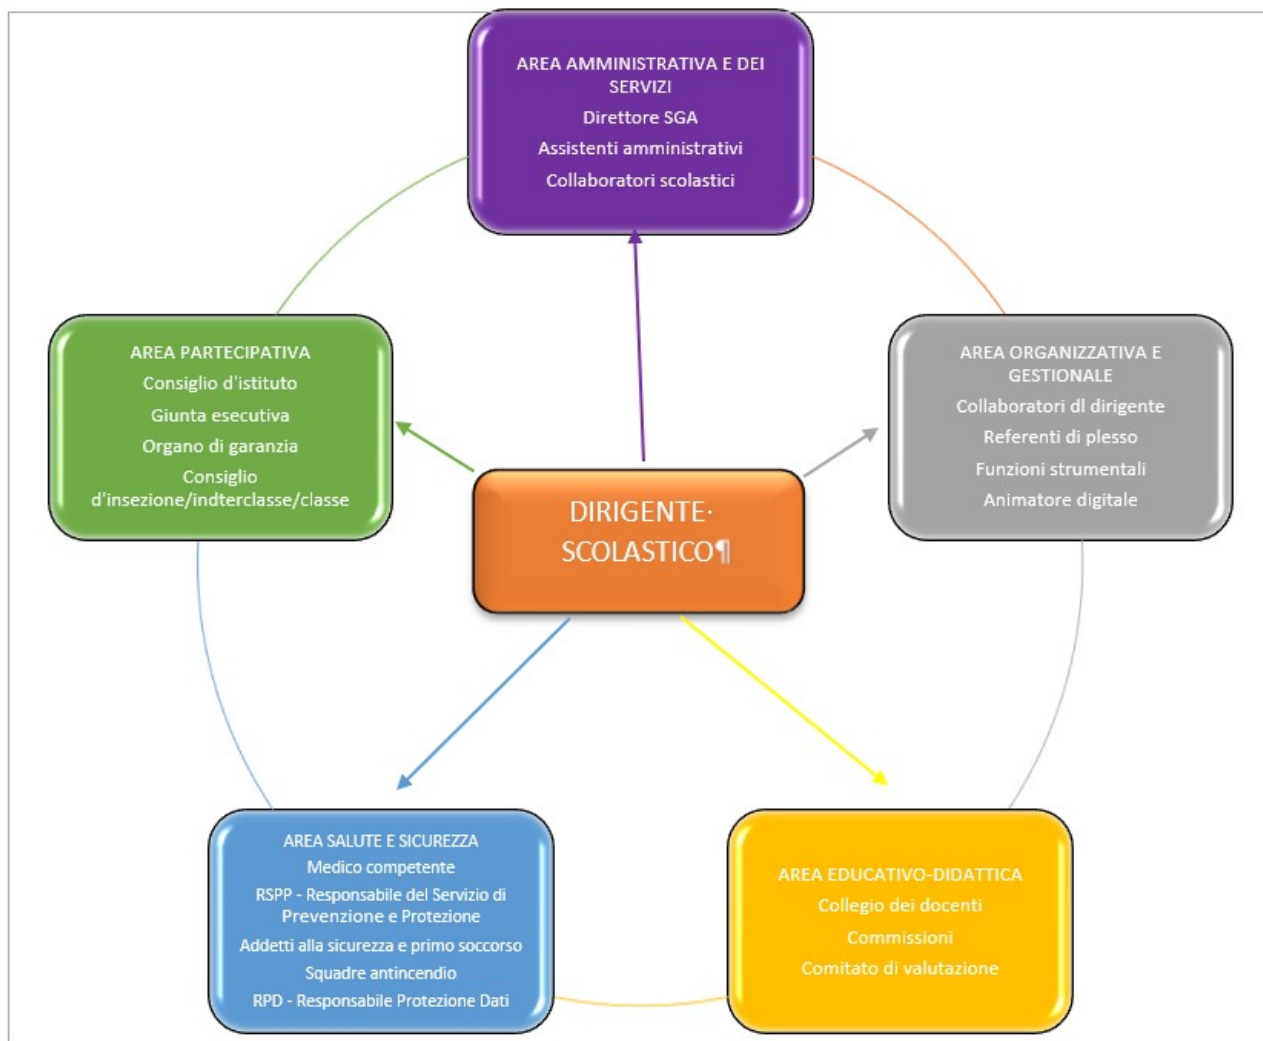 AREA AMMINISTRATIVA E DEI
SERVIZI
Direttore SGA
Assistenti amministrativi
Collaboratori scolastici
AREA PARTECIPATIVA
Consiglio d'istituto
Giunta esecutiva
Organo di garanzia
Consiglio
d'insezione/indterclasse/classe
AREA ORGANIZZATIVA E
GESTIONALE
Collaboratori dl dirigente
Referenti di plesso
Funzioni strumentali
Animatore digitale
DIRIGENTE·
SCOLASTICO¶
AREA SALUTE E SICUREZZA
Medico competente
RSPP - Responsabile del Servizio di
Prevenzione e Protezione
Addetti alla sicurezza e primo soccorso
Squadre antincendio
RPD - Responsabile Protezione Dati
AREA EDUCATIVO-DIDATTICA
Collegio dei docenti
Commissioni
Comitato di valutazione